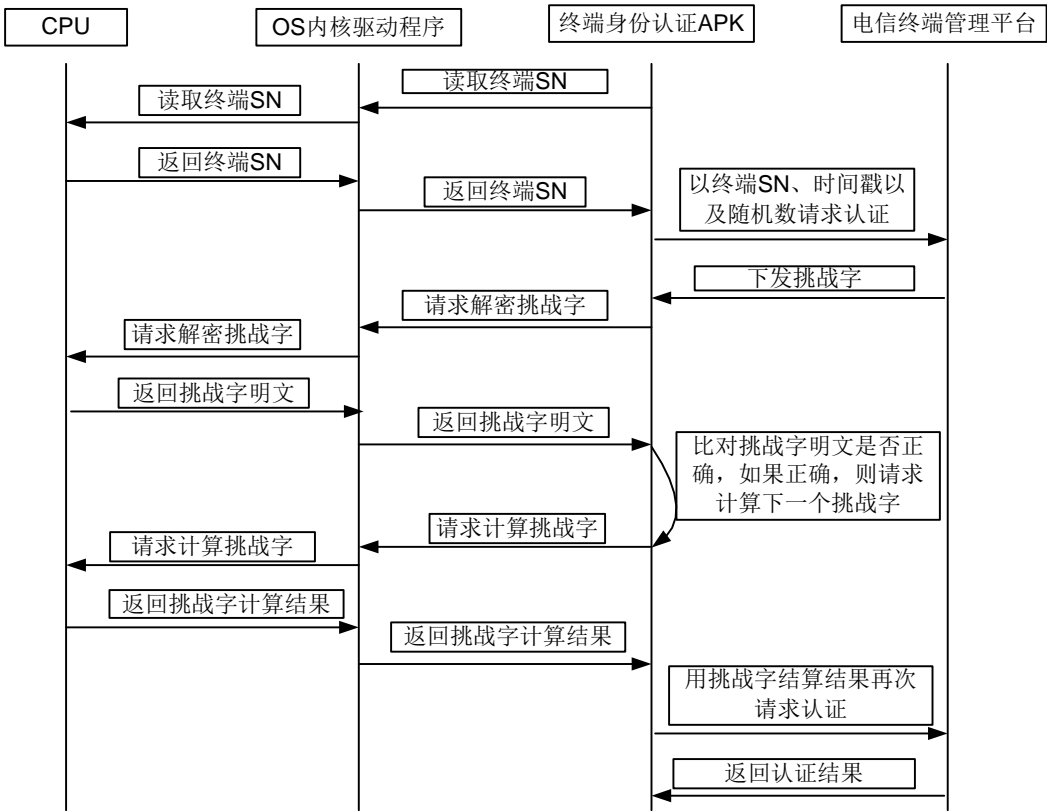 CPU
OS内核驱动程序
终端身份认证APK
电信终端管理平台
读取终端SN
读取终端SN
返回终端SN
返回终端SN
以终端SN、时间戳以
及随机数请求认证
下发挑战字
请求解密挑战字
请求解密挑战字
返回挑战字明文
返回挑战字明文
比对挑战字明文是否正
确，如果正确，则请求
计算下一个挑战字
请求计算挑战字
请求计算挑战字
返回挑战字计算结果
返回挑战字计算结果
用挑战字结算结果再次
请求认证
返回认证结果